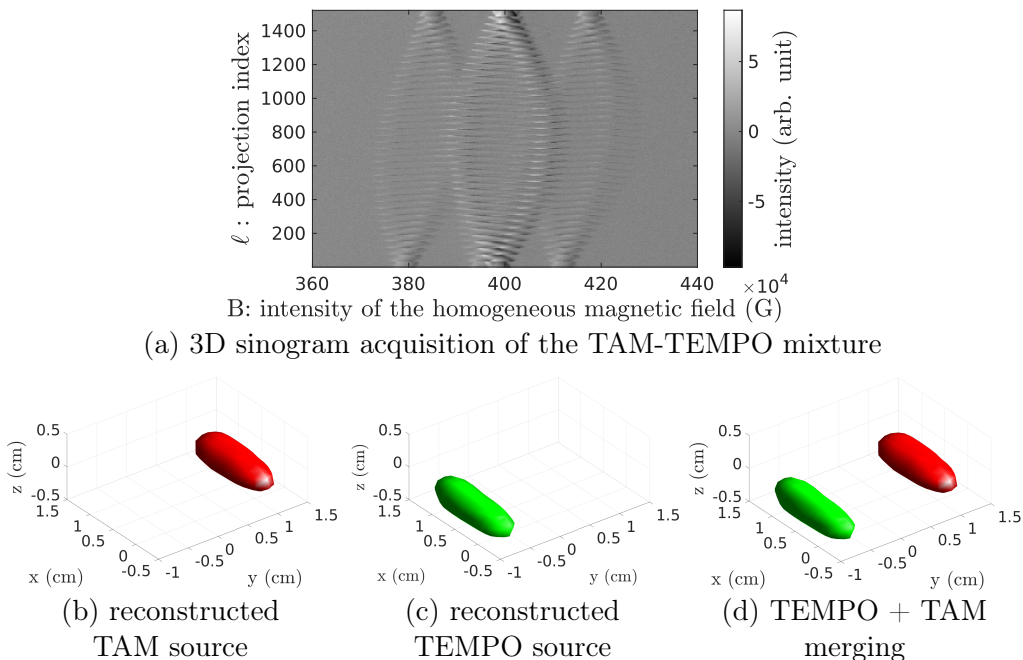 1400
1200
1000
800
600
400
200
ℓ : projection index
360 380 400 420 440
B: intensity of the homogeneous magnetic field (G)
5
0
-5
×10⁴
intensity (arb. unit)
(a) 3D sinogram acquisition of the TAM-TEMPO mixture
0.5
0
-0.5
z (cm)
1.5
1
0.5
0
-0.5
x (cm)
-1
-0.5
0
0.5
1
1.5
y (cm)
(b) reconstructed
TAM source
0.5
0
-0.5
z (cm)
1.5
1
0.5
0
-0.5
x (cm)
-1
-0.5
0
0.5
1
1.5
y (cm)
(c) reconstructed
TEMPO source
0.5
0
-0.5
z (cm)
1.5
1
0.5
0
-0.5
x (cm)
-1
-0.5
0
0.5
1
1.5
y (cm)
(d) TEMPO + TAM
merging